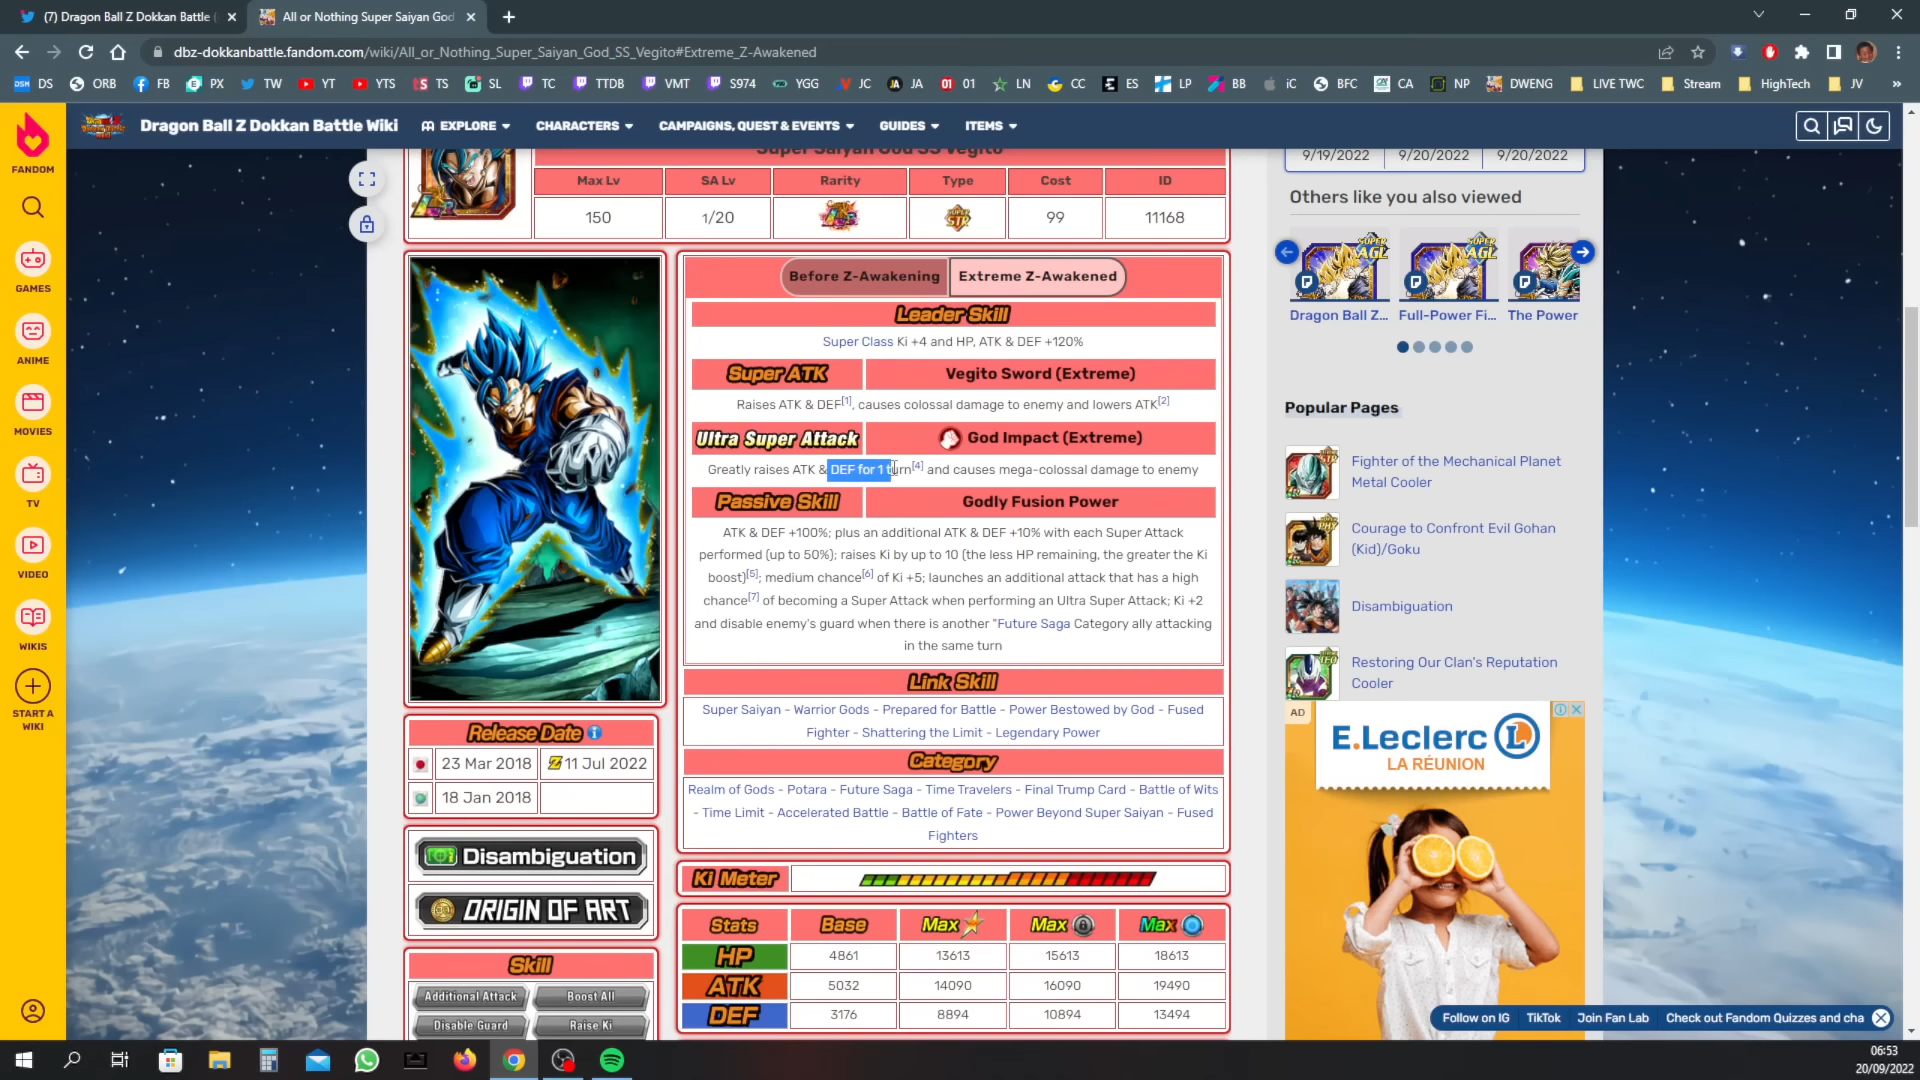 (7) Dragon Ball Z Dokkan Battle (
All or Nothing Super Saiyan God
dbz-dokkanbattle.fandom.com/wiki/All_or_Nothing_Super_Saiyan_God_SS_Vegito#Extreme_Z-Awakened
DSM DS ORB FB PX TW YT YTS TS SL TC TTDB VMT S974 YGG JC JA 01 LN CC ES LP BB iC BFC CA NP DWENG LIVE TWC Stream HighTech JV »
Dragon Ball Z Dokkan Battle Wiki
EXPLORE CHARACTERS CAMPAIGNS, QUEST & EVENTS GUIDES ITEMS
FANDOM
GAMES
ANIME
MOVIES
TV
VIDEO
WIKIS
START A
WIKI
Super Saiyan God SS Vegito
LR
Max Lv SA Lv Rarity Type Cost ID
150 1/20 LR SUPER STR 99 11168
Before Z-Awakening Extreme Z-Awakened
Leader Skill
Super Class Ki +4 and HP, ATK & DEF +120%
Super ATK Vegito Sword (Extreme)
Raises ATK & DEF[1], causes colossal damage to enemy and lowers ATK[2]
Ultra Super Attack God Impact (Extreme)
Greatly raises ATK & DEF for 1 turn[4] and causes mega-colossal damage to enemy
Passive Skill Godly Fusion Power
ATK & DEF +100%; plus an additional ATK & DEF +10% with each Super Attack
performed (up to 50%); raises Ki by up to 10 (the less HP remaining, the greater the Ki
boost)[5]; medium chance[6] of Ki +5; launches an additional attack that has a high
chance[7] of becoming a Super Attack when performing an Ultra Super Attack; Ki +2
and disable enemy's guard when there is another "Future Saga Category ally attacking
in the same turn
Link Skill
Super Saiyan - Warrior Gods - Prepared for Battle - Power Bestowed by God - Fused
Fighter - Shattering the Limit - Legendary Power
Category
Realm of Gods - Potara - Future Saga - Time Travelers - Final Trump Card - Battle of Wits
- Time Limit - Accelerated Battle - Battle of Fate - Power Beyond Super Saiyan - Fused
Fighters
Ki Meter
Stats Base Max Max Max
HP 4861 13613 15613 18613
ATK 5032 14090 16090 19490
DEF 3176 8894 10894 13494
Release Date
23 Mar 2018 Z 11 Jul 2022
18 Jan 2018
Disambiguation
ORIGIN OF ART
Skill
Additional Attack Boost All
Disable Guard Raise Ki
9/19/2022 9/20/2022 9/20/2022
Others like you also viewed
SUPER AGL SUPER AGL
Dragon Ball Z... Full-Power Fi... The Power
Popular Pages
Fighter of the Mechanical Planet
Metal Cooler
Courage to Confront Evil Gohan
(Kid)/Goku
Disambiguation
Restoring Our Clan's Reputation
Cooler
AD
E.Leclerc L
LA RÉUNION
Follow on IG TikTok Join Fan Lab Check out Fandom Quizzes and cha
06:53
20/09/2022